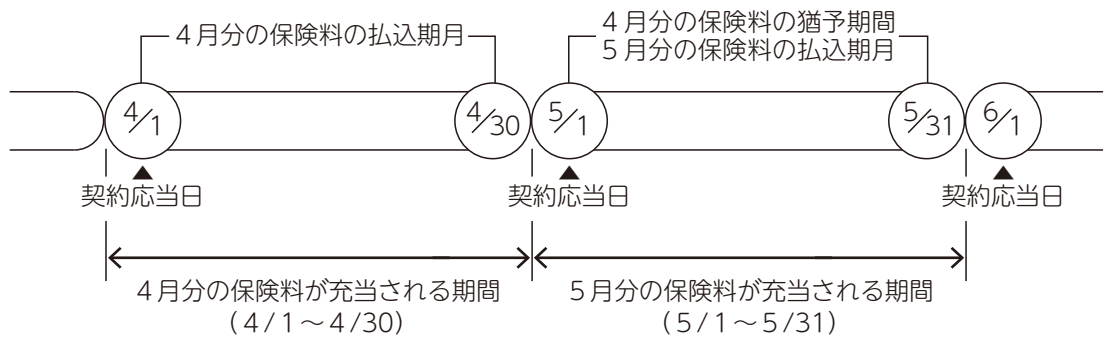 4月分の保険料の払込期月
4月分の保険料の猶予期間
5月分の保険料の払込期月
4/1
4/30
5/1
5/31
6/1
▲
▲
▲
契約応当日
契約応当日
契約応当日
4月分の保険料が充当される期間
(4/1～4/30)
5月分の保険料が充当される期間
(5/1～5/31)